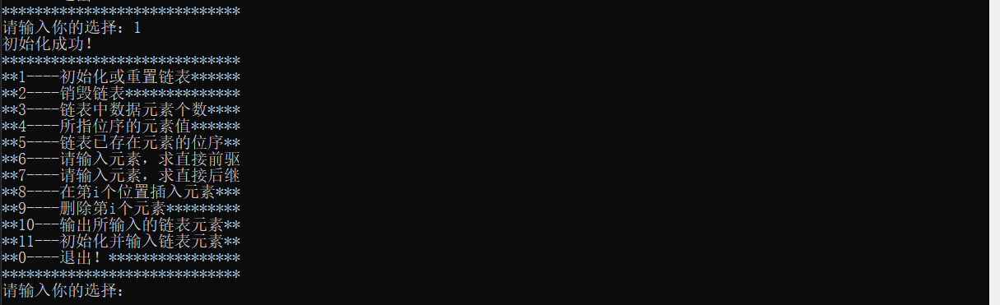 *****************************
请输入你的选择：1
初始化成功！
*****************************
**1----初始化或重置链表******
**2----销毁链表**************
**3----链表中数据元素个数****
**4----所指位序的元素值******
**5----链表已存在元素的位序**
**6----请输入元素，求直接前驱
**7----请输入元素，求直接后继
**8----在第i个位置插入元素***
**9----删除第i个元素*********
**10---输出所输入的链表元素**
**11---初始化并输入链表元素**
**0----退出！****************
*****************************
请输入你的选择：